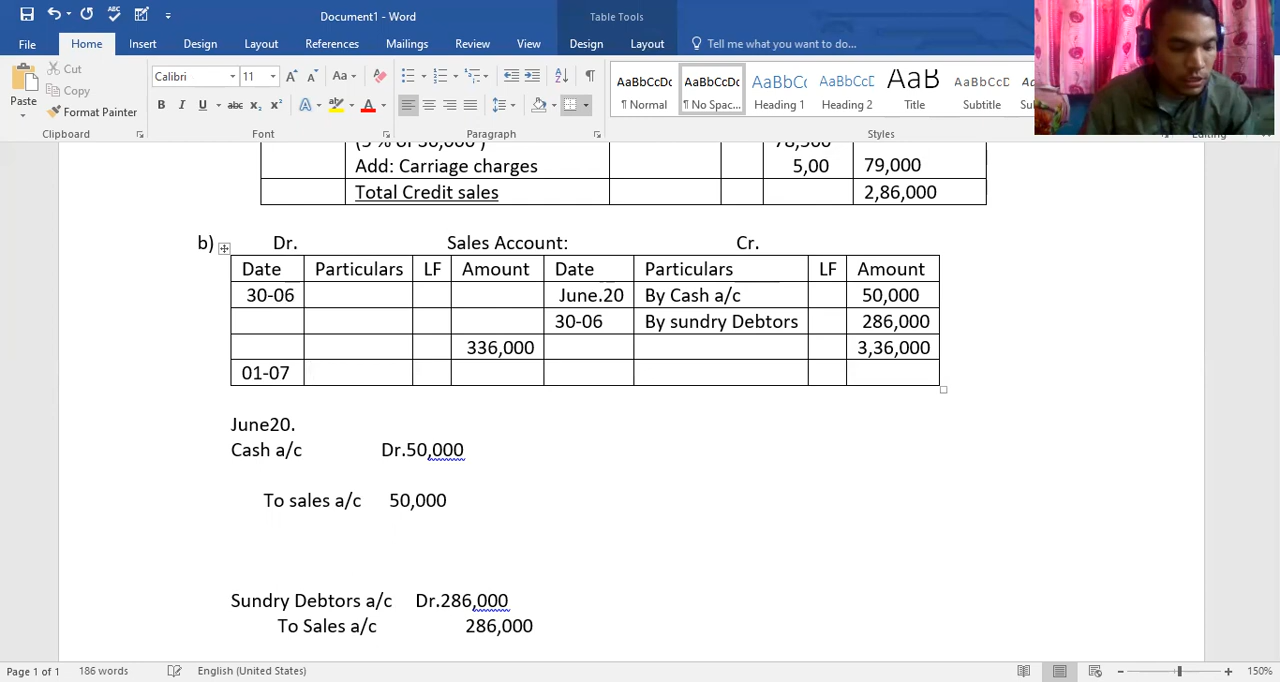 Document1 - Word
Table Tools
File Home Insert Design Layout References Mailings Review View Design Layout Tell me what you want to do...
Paste
Cut
Copy
Format Painter
Calibri 11
Clipboard Font Paragraph Styles Editing
AaBbCcDc AaBbCcDc AaBbCc AaBbCcC AaB AaBbCcD
¶ Normal ¶ No Spac... Heading 1 Heading 2 Title Subtitle
Add: Carriage charges 5,00 79,000
Total Credit sales 2,86,000
b) Dr. Sales Account: Cr.
Date Particulars LF Amount Date Particulars LF Amount
30-06 June.20 By Cash a/c 50,000
30-06 By sundry Debtors 286,000
336,000 3,36,000
01-07
June20.
Cash a/c Dr.50,000
To sales a/c 50,000
Sundry Debtors a/c Dr.286,000
To Sales a/c 286,000
Page 1 of 1 186 words English (United States) 150%